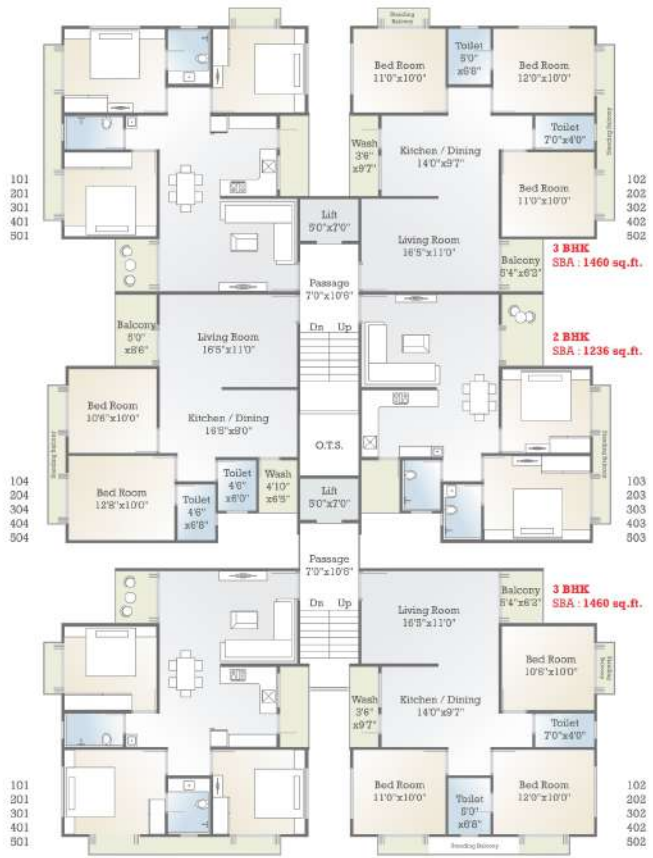 Standing
Balcony
Bed Room
11'0"x10'0"
Toilet
5'0"
x6'8"
Bed Room
12'0"x10'0"
Standing Balcony
Wash
3'6"
x9'7"
Kitchen / Dining
14'0"x9'7"
Toilet
7'0"x4'0"
Bed Room
11'0"x10'0"
101
201
301
401
501
102
202
302
402
502
Lift
5'0"x7'0"
Living Room
16'5"x11'0"
Balcony
5'4"x6'2"
3 BHK
SBA : 1460 sq.ft.
Passage
7'0"x10'6"
Dn Up
Balcony
5'0"
x8'6"
Living Room
16'5"x11'0"
2 BHK
SBA : 1236 sq.ft.
Bed Room
10'6"x10'0"
Kitchen / Dining
16'5"x8'0"
O.T.S.
Standing Balcony
Standing Balcony
Bed Room
12'8"x10'0"
Toilet
4'6"
x6'8"
Toilet
4'6"
x6'0"
Wash
4'10"
x6'5"
Lift
5'0"x7'0"
104
204
304
404
504
103
203
303
403
503
Passage
7'0"x10'8"
Dn Up
Living Room
16'5"x11'0"
Balcony
5'4"x6'2"
3 BHK
SBA : 1460 sq.ft.
Bed Room
10'6"x10'0"
Standing
Balcony
Wash
3'6"
x9'7"
Kitchen / Dining
14'0"x9'7"
Toilet
7'0"x4'0"
Bed Room
11'0"x10'0"
Toilet
5'0"
x6'8"
Bed Room
12'0"x10'0"
Standing Balcony
101
201
301
401
501
102
202
302
402
502